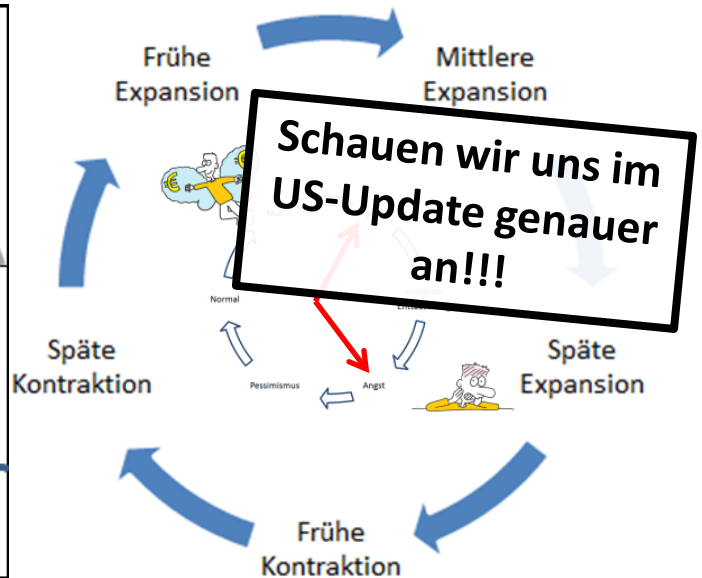 Frühe
Expansion
Mittlere
Expansion
Schauen wir uns im
US-Update genauer
an!!!
Normal
Späte
Kontraktion
Pessimismus
Angst
Späte
Expansion
Frühe
Kontraktion